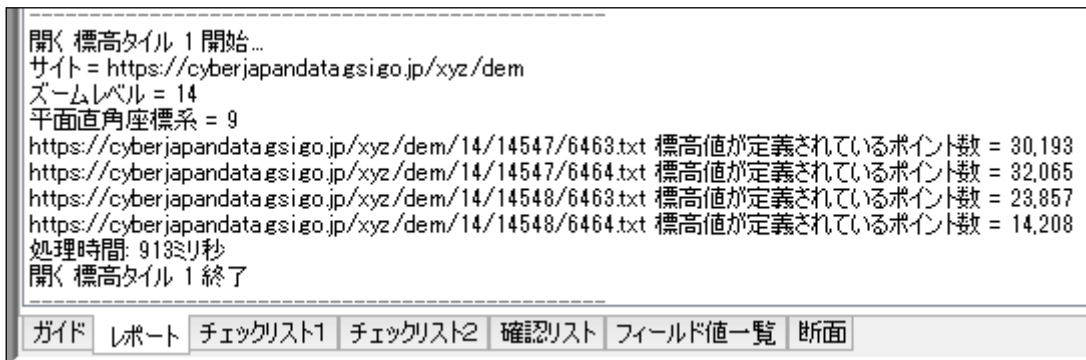 開く 標高タイル 1 開始...
サイト = https://cyberjapandata.gsi.go.jp/xyz/dem
ズームレベル = 14
平面直角座標系 = 9
https://cyberjapandata.gsi.go.jp/xyz/dem/14/14547/6463.txt 標高値が定義されているポイント数 = 30,193
https://cyberjapandata.gsi.go.jp/xyz/dem/14/14547/6464.txt 標高値が定義されているポイント数 = 32,065
https://cyberjapandata.gsi.go.jp/xyz/dem/14/14548/6463.txt 標高値が定義されているポイント数 = 23,857
https://cyberjapandata.gsi.go.jp/xyz/dem/14/14548/6464.txt 標高値が定義されているポイント数 = 14,208
処理時間: 913ミリ秒
開く 標高タイル 1 終了
ガイド レポート チェックリスト1 チェックリスト2 確認リスト フィールド値一覧 断面